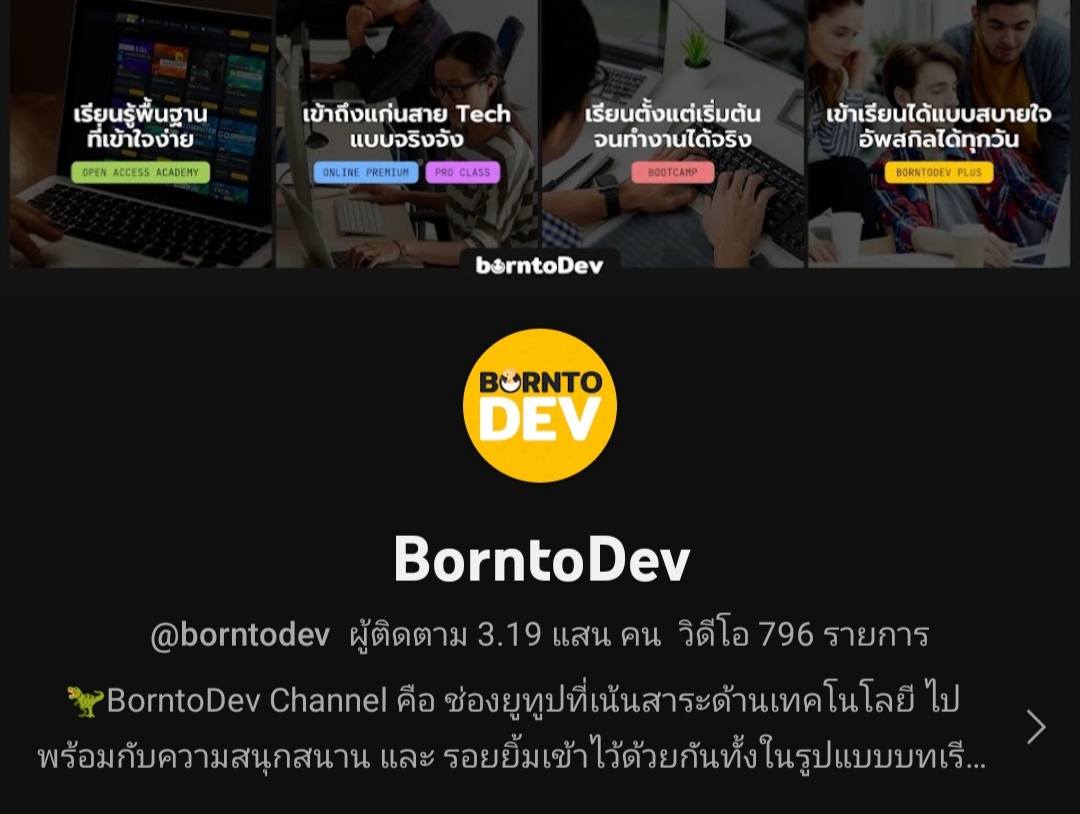 เรียนรู้พื้นฐาน
ที่เข้าใจง่าย
OPEN ACCESS ACADEMY
เข้าถึงแก่นสาย Tech
แบบจริงจัง
ONLINE PREMIUM
PRO CLASS
เรียนตั้งแต่เริ่มต้น
จนทำงานได้จริง
BOOTCAMP
เข้าเรียนได้แบบสบายใจ
อัพสกิลได้ทุกวัน
BORNTODEV PLUS
borntoDev
BORNTO
DEV
BorntoDev
@borntodev ผู้ติดตาม 3.19 แสน คน วิดีโอ 796 รายการ
🦖BorntoDev Channel คือ ช่องยูทูปที่เน้นสาระด้านเทคโนโลยี ไป
พร้อมกับความสนุกสนาน และ รอยยิ้มเข้าไว้ด้วยกันทั้งในรูปแบบบทเรี...